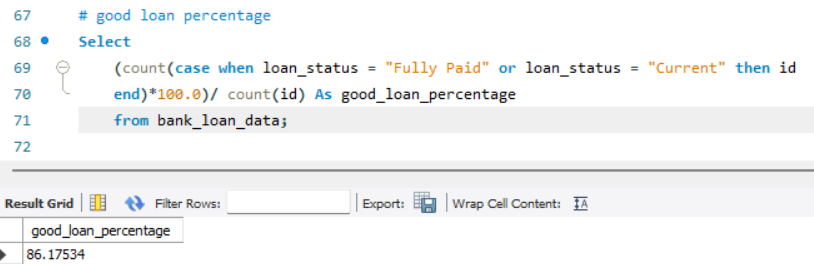 67 # good loan percentage
68 Select
69 (count(case when loan_status = "Fully Paid" or loan_status = "Current" then id
70 end)*100.0)/ count(id) As good_loan_percentage
71 from bank_loan_data;
72
Result Grid Filter Rows: Export: Wrap Cell Content: IA
good_loan_percentage
86.17534